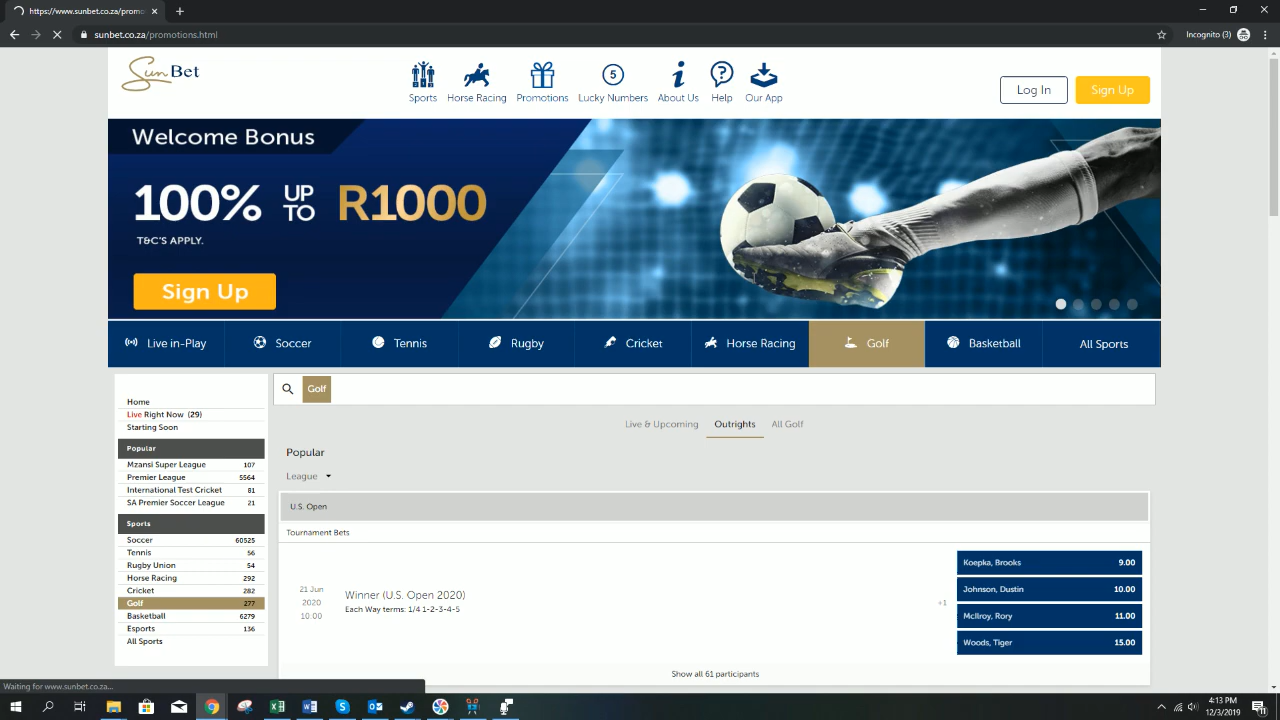 https://www.sunbet.co.za/promo
sunbet.co.za/promotions.html
Incognito (3)
SunBet
Sports
Horse Racing
Promotions
5
Lucky Numbers
About Us
Help
Our App
Log In
Sign Up
Welcome Bonus
100% UP TO R1000
T&C'S APPLY.
Sign Up
Live in-Play
Soccer
Tennis
Rugby
Cricket
Horse Racing
Golf
Basketball
All Sports
Home
Live Right Now (29)
Starting Soon
Popular
Mzansi Super League 107
Premier League 5564
International Test Cricket 81
SA Premier Soccer League 21
Sports
Soccer 60525
Tennis 56
Rugby Union 54
Horse Racing 292
Cricket 282
Golf 277
Basketball 6279
Esports 136
All Sports
Golf
Live & Upcoming
Outrights
All Golf
Popular
League
U.S. Open
Tournament Bets
21 Jun
2020
10:00
Winner (U.S. Open 2020)
Each Way terms: 1/4 1-2-3-4-5
+1
Koepka, Brooks 9.00
Johnson, Dustin 10.00
McIlroy, Rory 11.00
Woods, Tiger 15.00
Show all 61 participants
Waiting for www.sunbet.co.za...
4:13 PM
12/3/2019